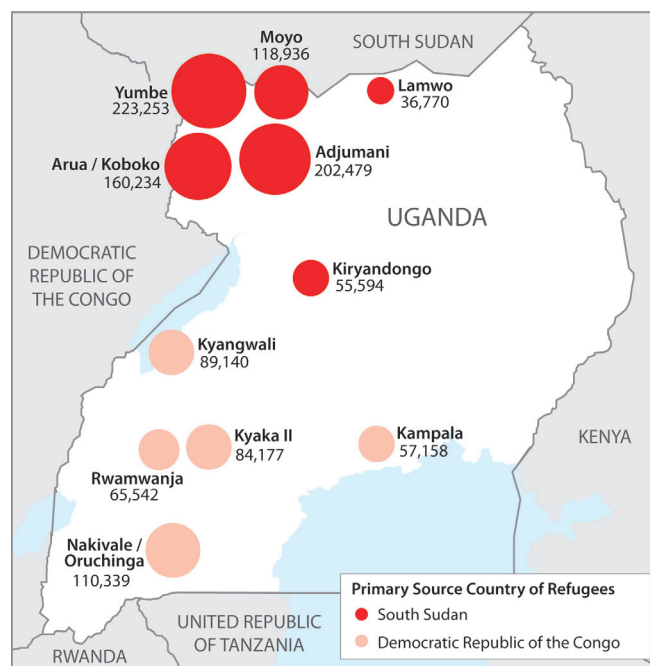 SOUTH SUDAN
Moyo
118,936
Lamwo
36,770
Yumbe
223,253
Arua / Koboko
160,234
Adjumani
202,479
UGANDA
DEMOCRATIC
REPUBLIC OF
THE CONGO
Kiryandongo
55,594
Kyangwali
89,140
Kyaka II
84,177
Kampala
57,158
KENYA
Rwamwanja
65,542
Nakivale /
Oruchinga
110,339
Primary Source Country of Refugees
South Sudan
Democratic Republic of the Congo
UNITED REPUBLIC
OF TANZANIA
RWANDA